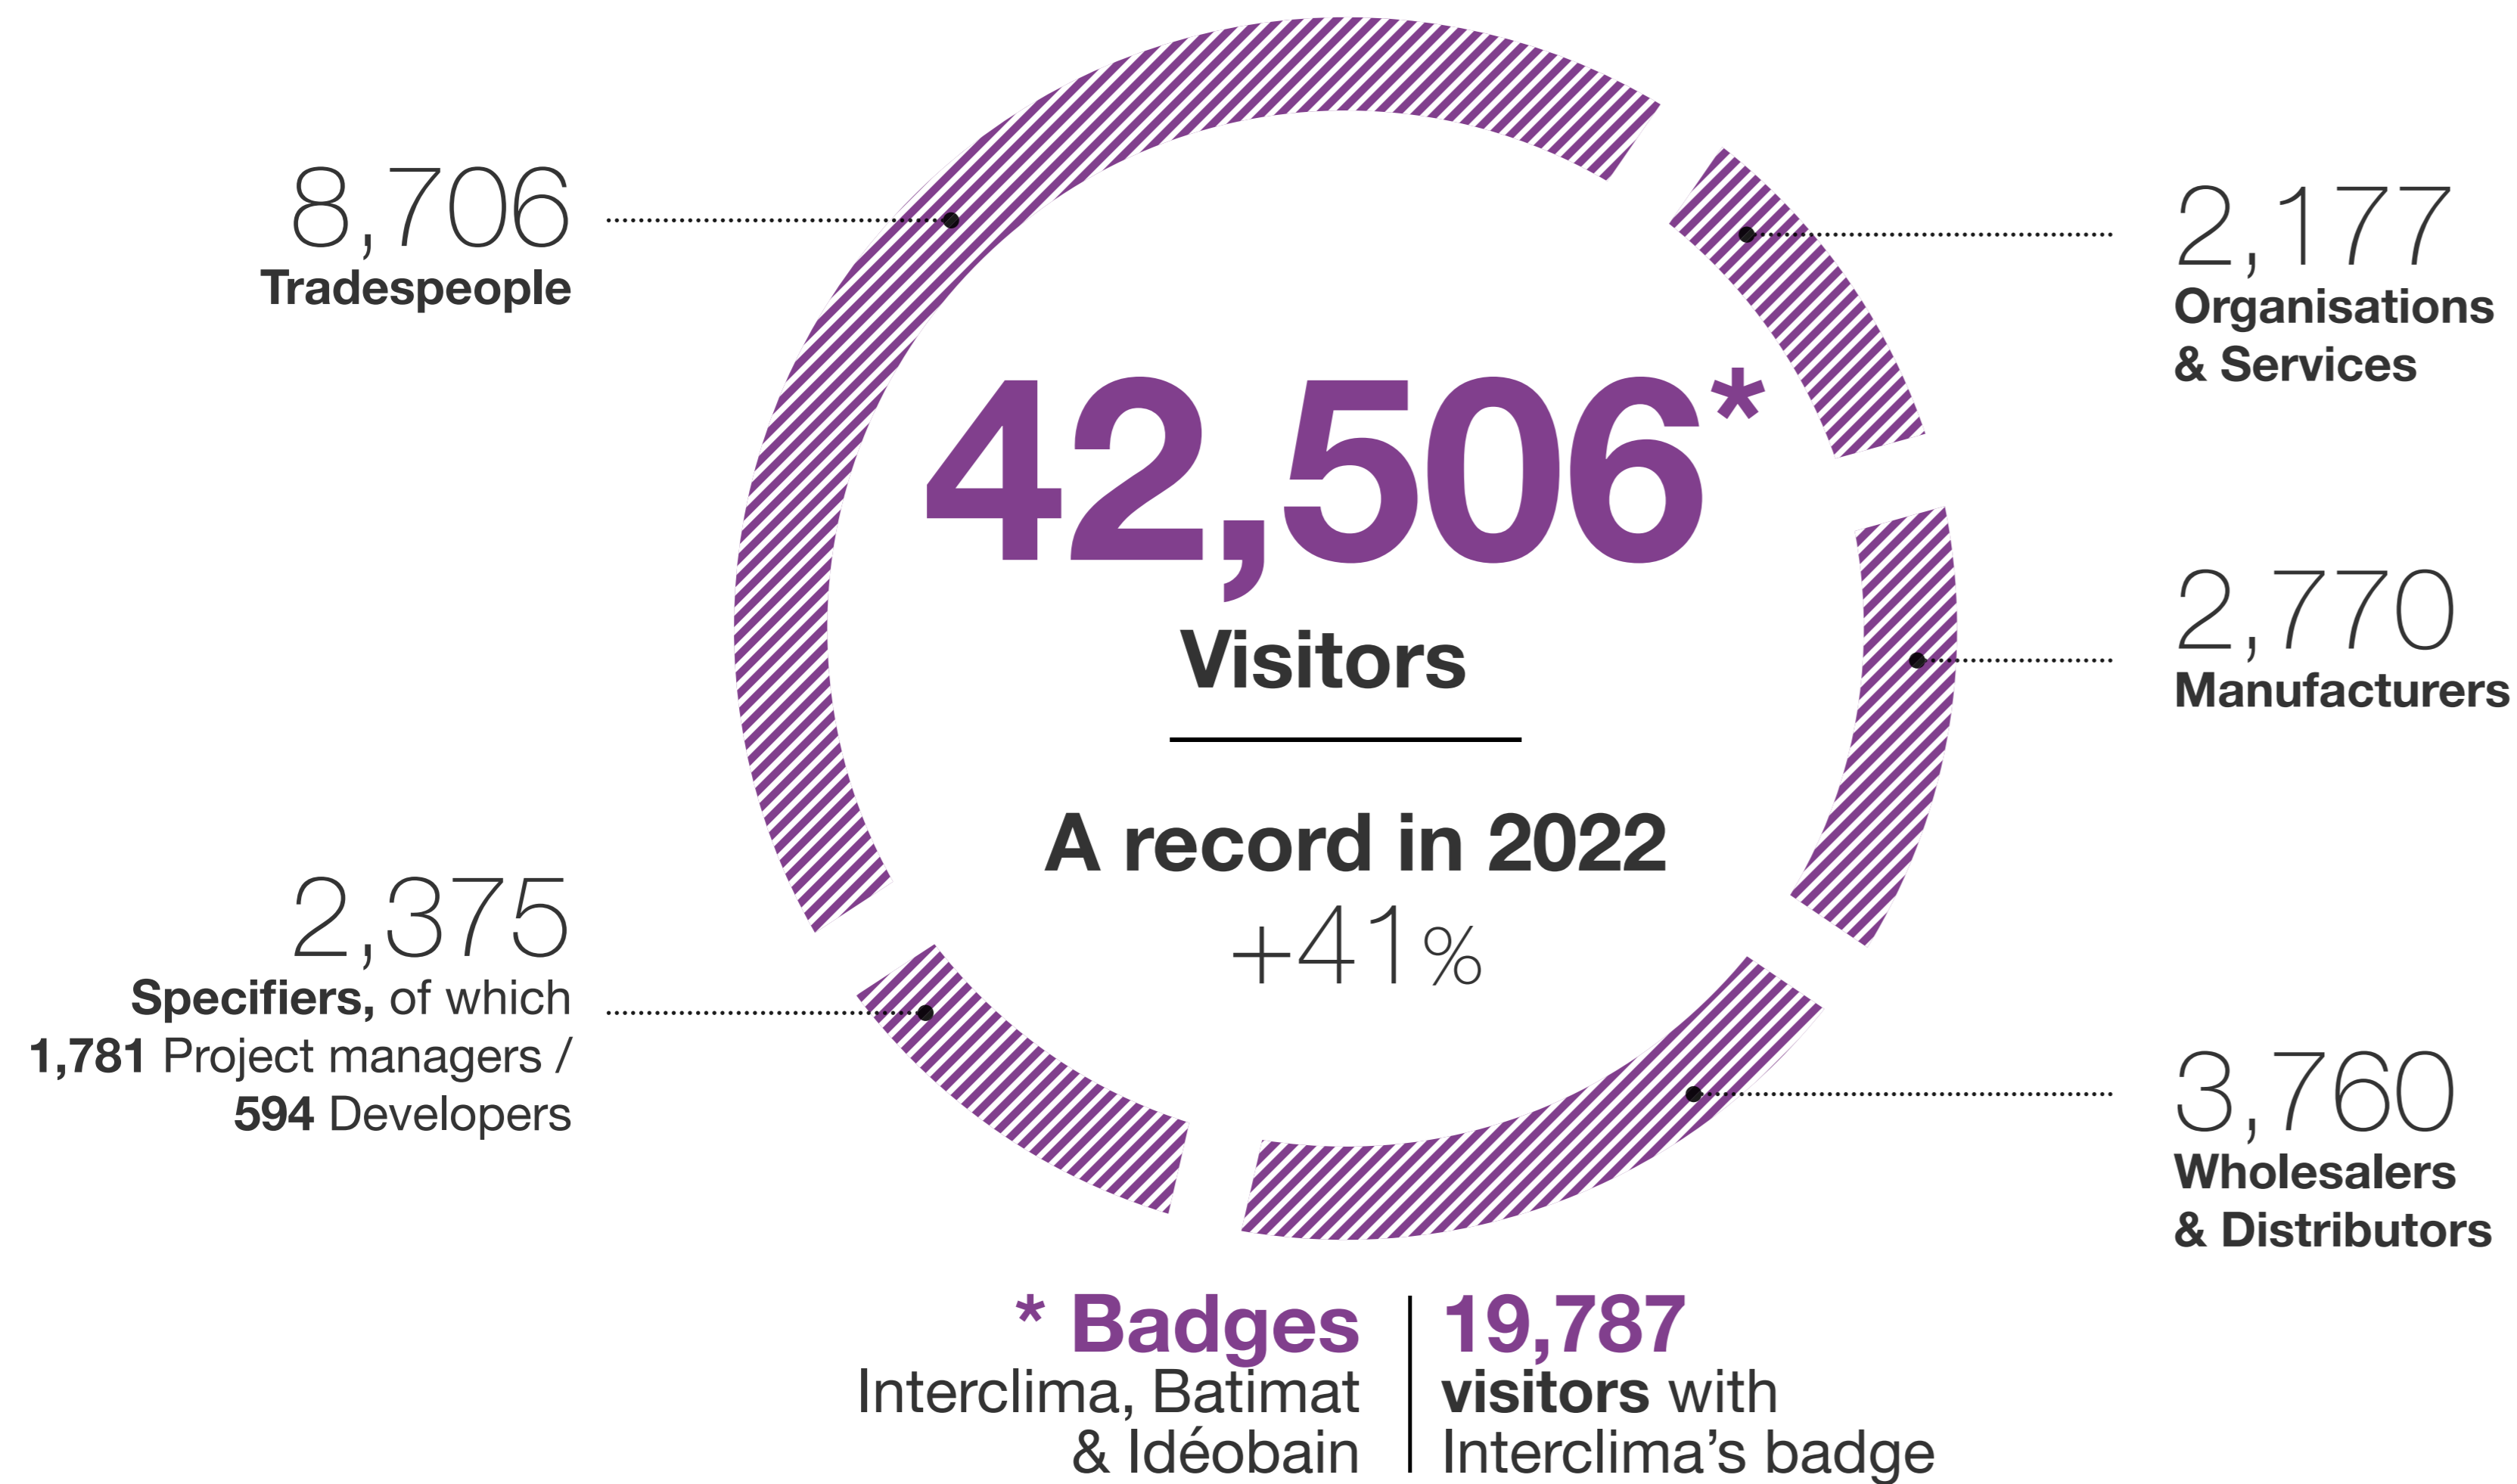 8,706
Tradespeople
2,177
Organisations
& Services
42,506*
Visitors
A record in 2022
+41%
2,770
Manufacturers
2,375
Specifiers, of which
1,781 Project managers /
594 Developers
3,760
Wholesalers
& Distributors
* Badges
Interclima, Batimat
& Idéobain
19,787
visitors with
Interclima’s badge